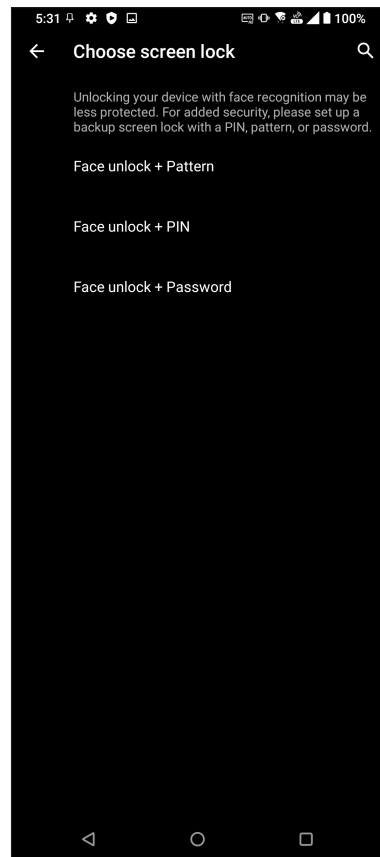 5:31 100%
Choose screen lock
Unlocking your device with face recognition may be
less protected. For added security, please set up a
backup screen lock with a PIN, pattern, or password.
Face unlock + Pattern
Face unlock + PIN
Face unlock + Password